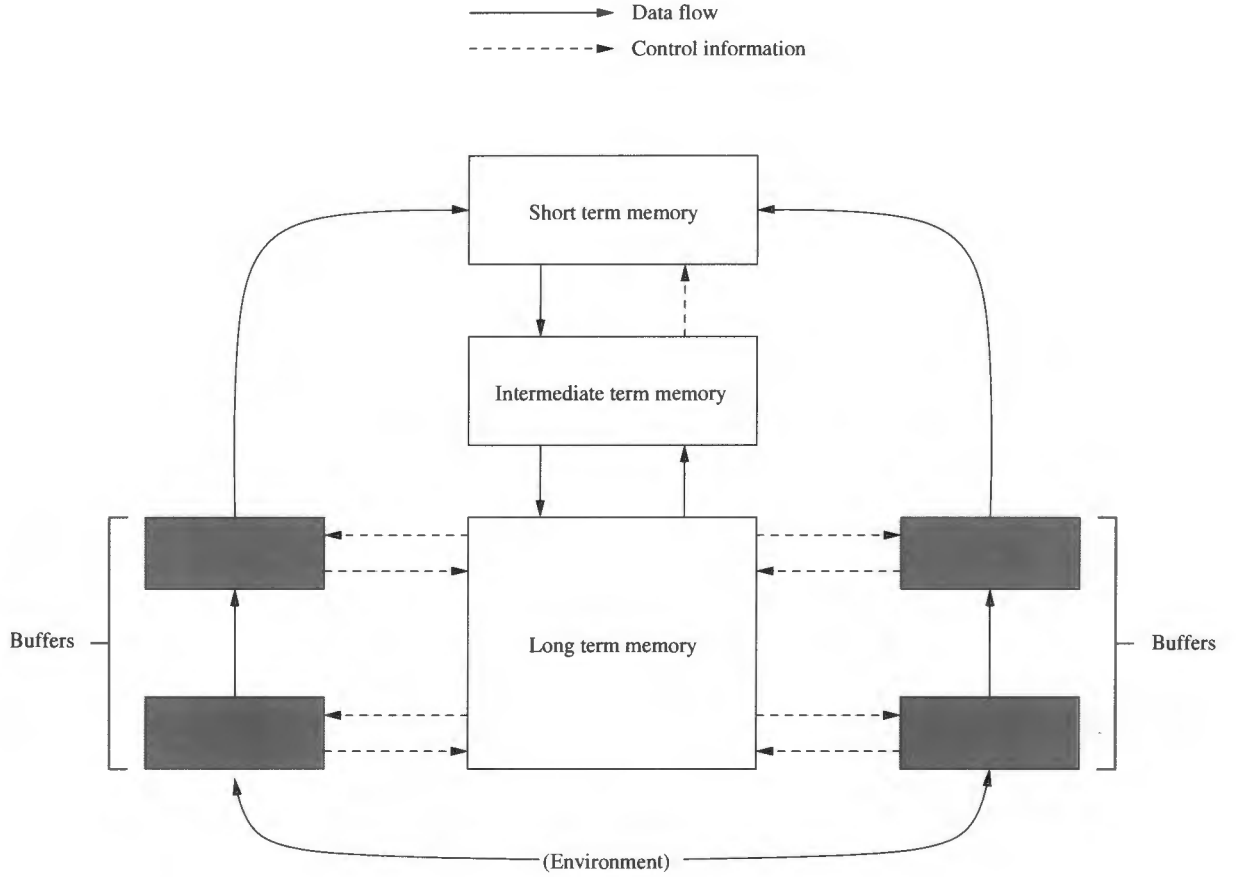 Data flow
Control information
Short term memory
Intermediate term memory
Long term memory
Buffers
Buffers
(Environment)